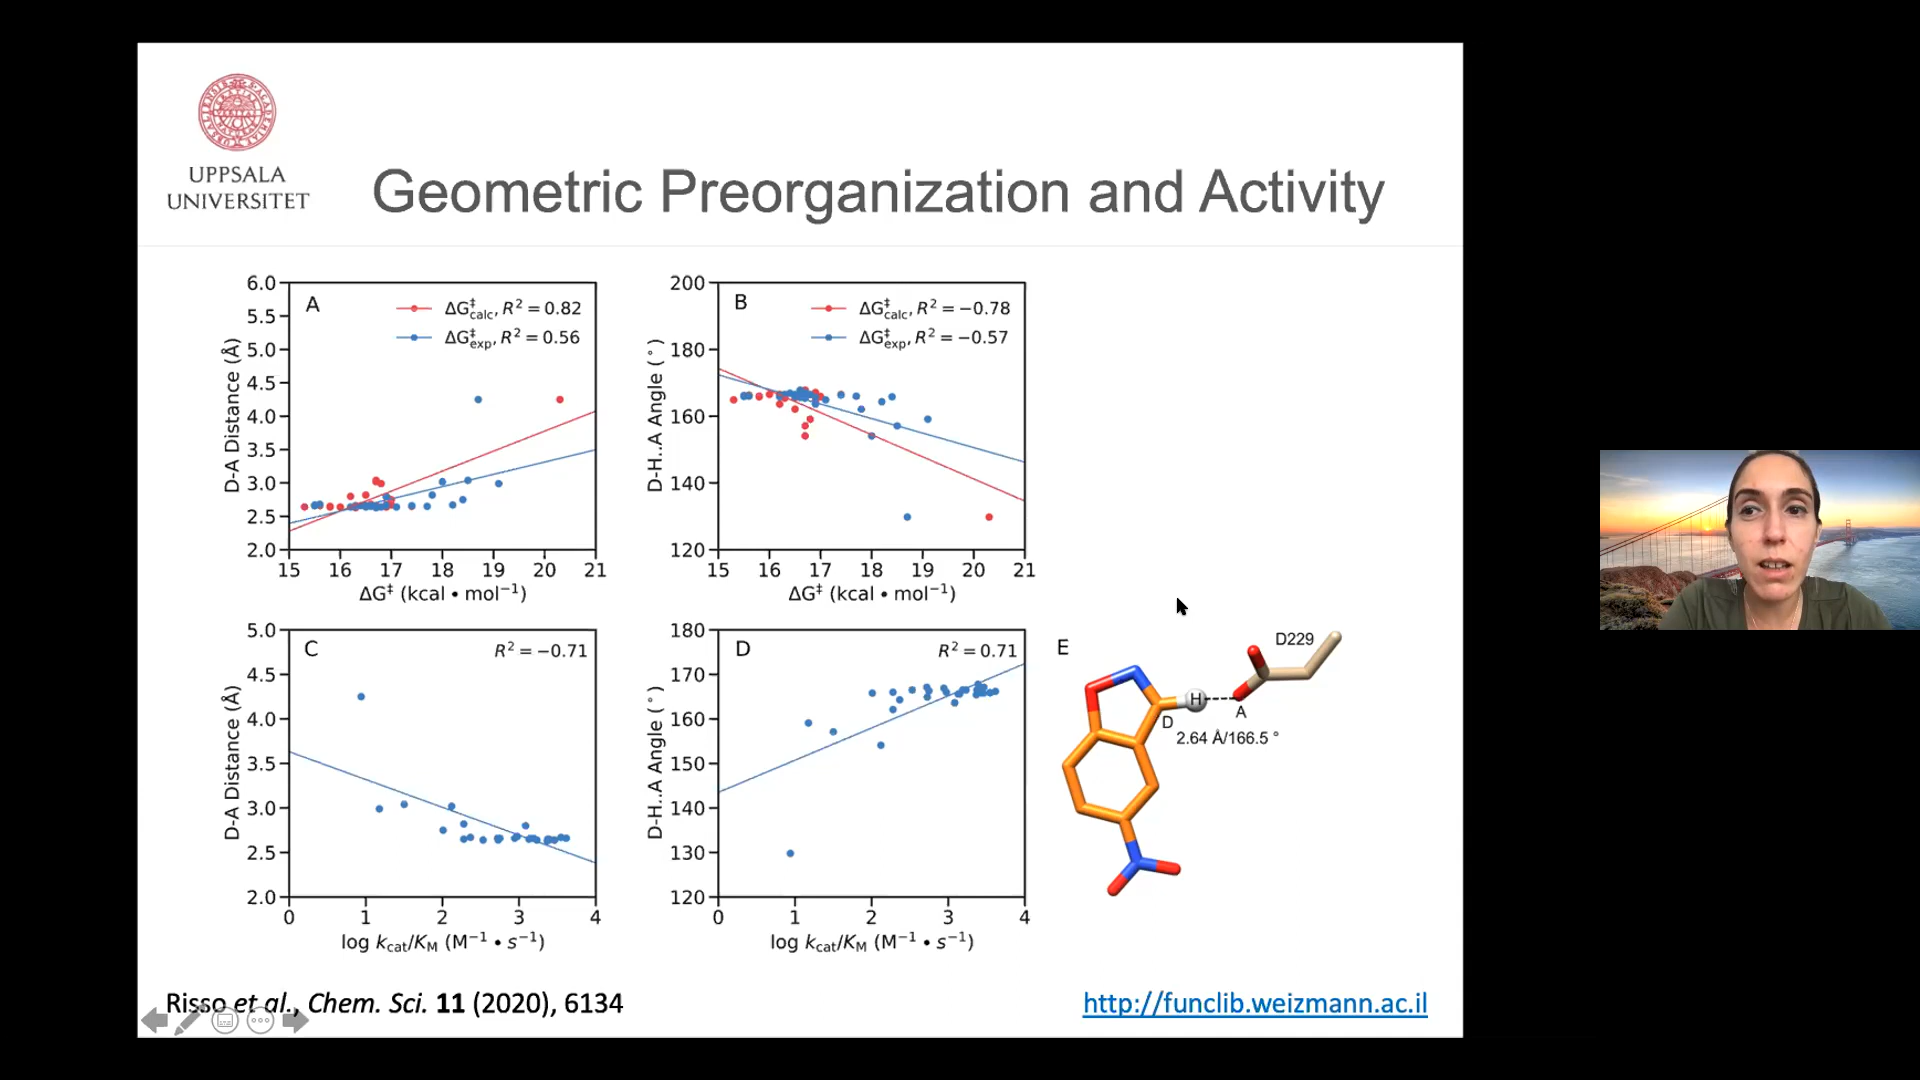 UPPSALA
UNIVERSITET
Geometric Preorganization and Activity
A
ΔG‡calc, R² = 0.82
ΔG‡exp, R² = 0.56
D-A Distance (Å)
6.0
5.5
5.0
4.5
4.0
3.5
3.0
2.5
2.0
15 16 17 18 19 20 21
ΔG‡ (kcal • mol⁻¹)
B
ΔG‡calc, R² = −0.78
ΔG‡exp, R² = −0.57
D-H..A Angle (°)
200
180
160
140
120
15 16 17 18 19 20 21
ΔG‡ (kcal • mol⁻¹)
C
R² = −0.71
D-A Distance (Å)
5.0
4.5
4.0
3.5
3.0
2.5
2.0
0 1 2 3 4
log kcat/KM (M⁻¹ • s⁻¹)
D
R² = 0.71
D-H..A Angle (°)
180
170
160
150
140
130
120
0 1 2 3 4
log kcat/KM (M⁻¹ • s⁻¹)
E
D229
H
A
D
2.64 Å/166.5 °
Risso et al., Chem. Sci. 11 (2020), 6134
http://funclib.weizmann.ac.il